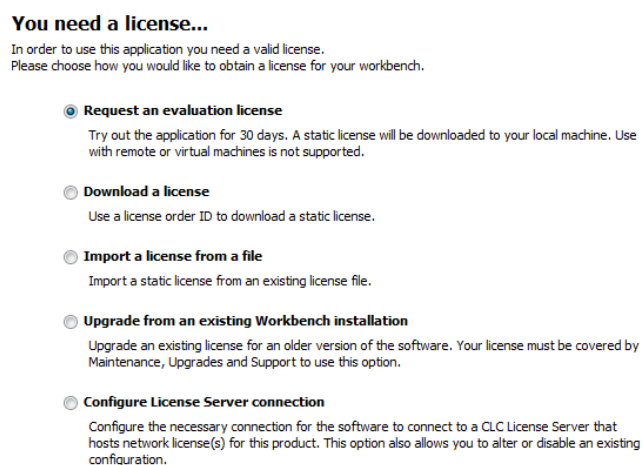 You need a license...
In order to use this application you need a valid license.
Please choose how you would like to obtain a license for your workbench.
Request an evaluation license
Try out the application for 30 days. A static license will be downloaded to your local machine. Use
with remote or virtual machines is not supported.
Download a license
Use a license order ID to download a static license.
Import a license from a file
Import a static license from an existing license file.
Upgrade from an existing Workbench installation
Upgrade an existing license for an older version of the software. Your license must be covered by
Maintenance, Upgrades and Support to use this option.
Configure License Server connection
Configure the necessary connection for the software to connect to a CLC License Server that
hosts network license(s) for this product. This option also allows you to alter or disable an existing
configuration.